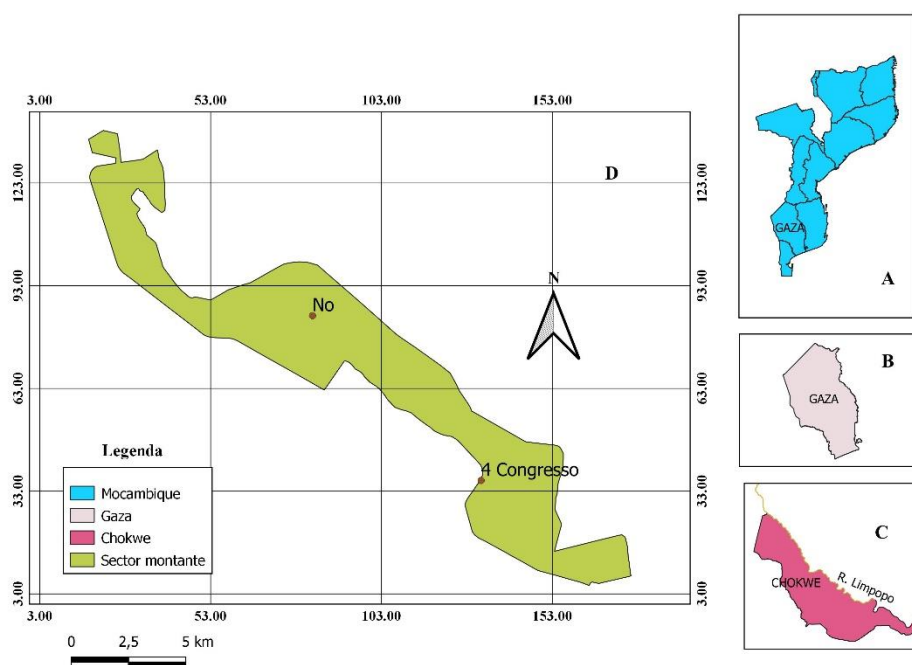 3.00 53.00 103.00 153.00
D
123.00 123.00
93.00 93.00
N
No
63.00 63.00
4 Congresso
33.00 33.00
3.00 3.00
3.00 53.00 103.00 153.00
Legenda
Mocambique
Gaza
Chokwe
Sector montante
0 2,5 5 km
GAZA
A
B
GAZA
C
CHOKWE
R. Limpopo